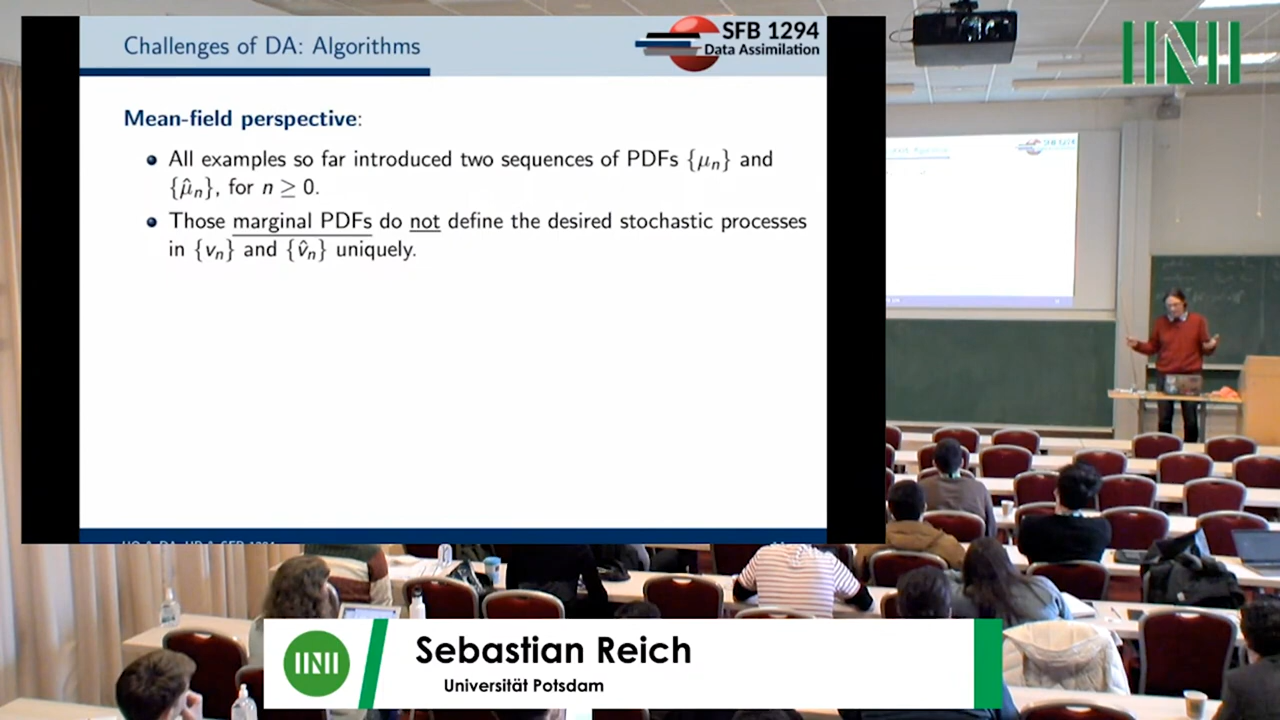 Challenges of DA: Algorithms
SFB 1294
Data Assimilation
Mean-field perspective:
• All examples so far introduced two sequences of PDFs {μₙ} and
{μ̂ₙ}, for n ≥ 0.
• Those marginal PDFs do not define the desired stochastic processes
in {vₙ} and {v̂ₙ} uniquely.
Sebastian Reich
Universität Potsdam